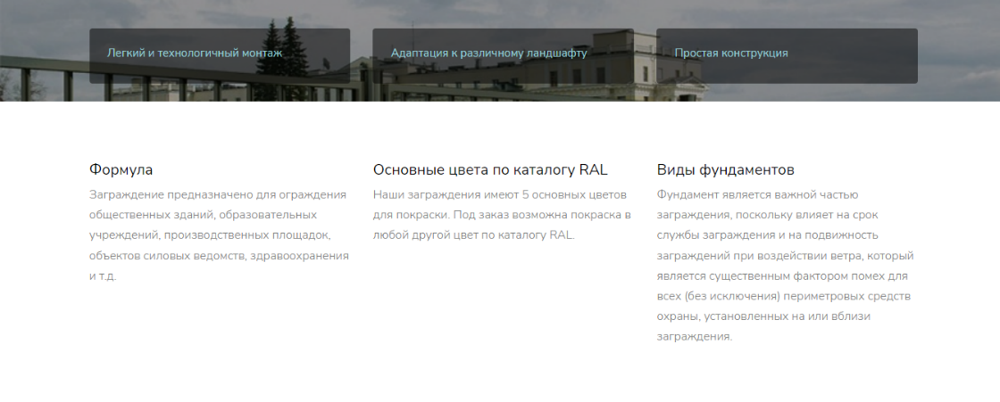 Легкий и технологичный монтаж
Адаптация к различному ландшафту
Простая конструкция
Формула
Заграждение предназначено для ограждения
общественных зданий, образовательных
учреждений, производственных площадок,
объектов силовых ведомств, здравоохранения
и т.д.
Основные цвета по каталогу RAL
Наши заграждения имеют 5 основных цветов
для покраски. Под заказ возможна покраска в
любой другой цвет по каталогу RAL.
Виды фундаментов
Фундамент является важной частью
заграждения, поскольку влияет на срок
службы заграждения и на подвижность
заграждений при воздействии ветра, который
является существенным фактором помех для
всех (без исключения) периметровых средств
охраны, установленных на или вблизи
заграждения.